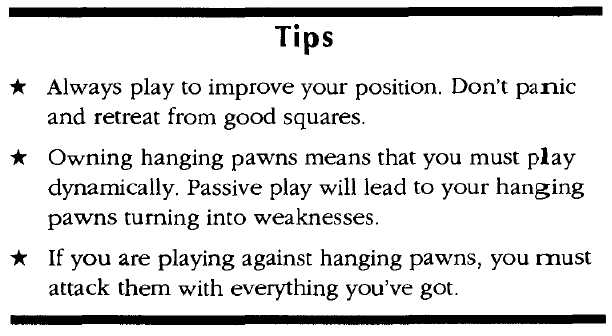 Tips
★ Always play to improve your position. Don't panic
and retreat from good squares.
★ Owning hanging pawns means that you must play
dynamically. Passive play will lead to your hanging
pawns turning into weaknesses.
★ If you are playing against hanging pawns, you must
attack them with everything you've got.